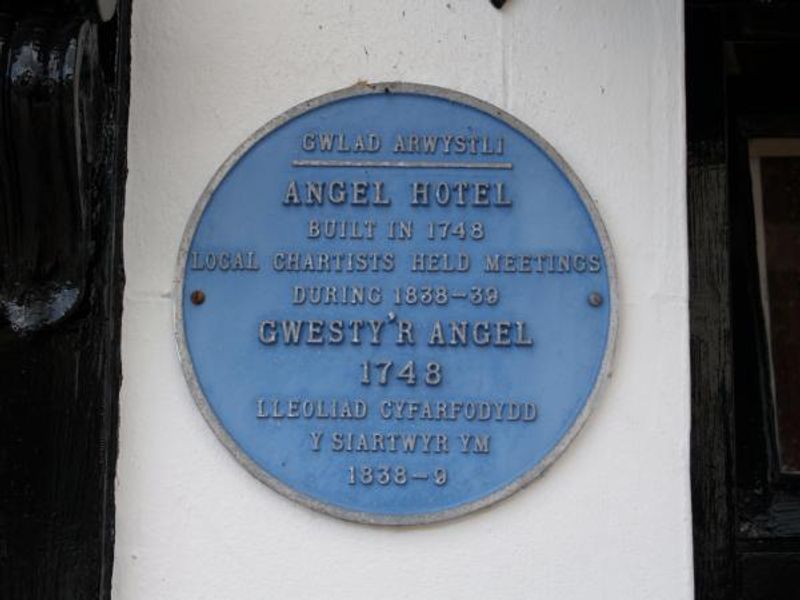 GWLAD ARWYSTLI
ANGEL HOTEL
BUILT IN 1748
LOCAL CHARTISTS HELD MEETINGS
DURING 1838-39
GWESTY'R ANGEL
1748
LLEOLIAD CYFARFODYDD
Y SIARTWYR YM
1838-9